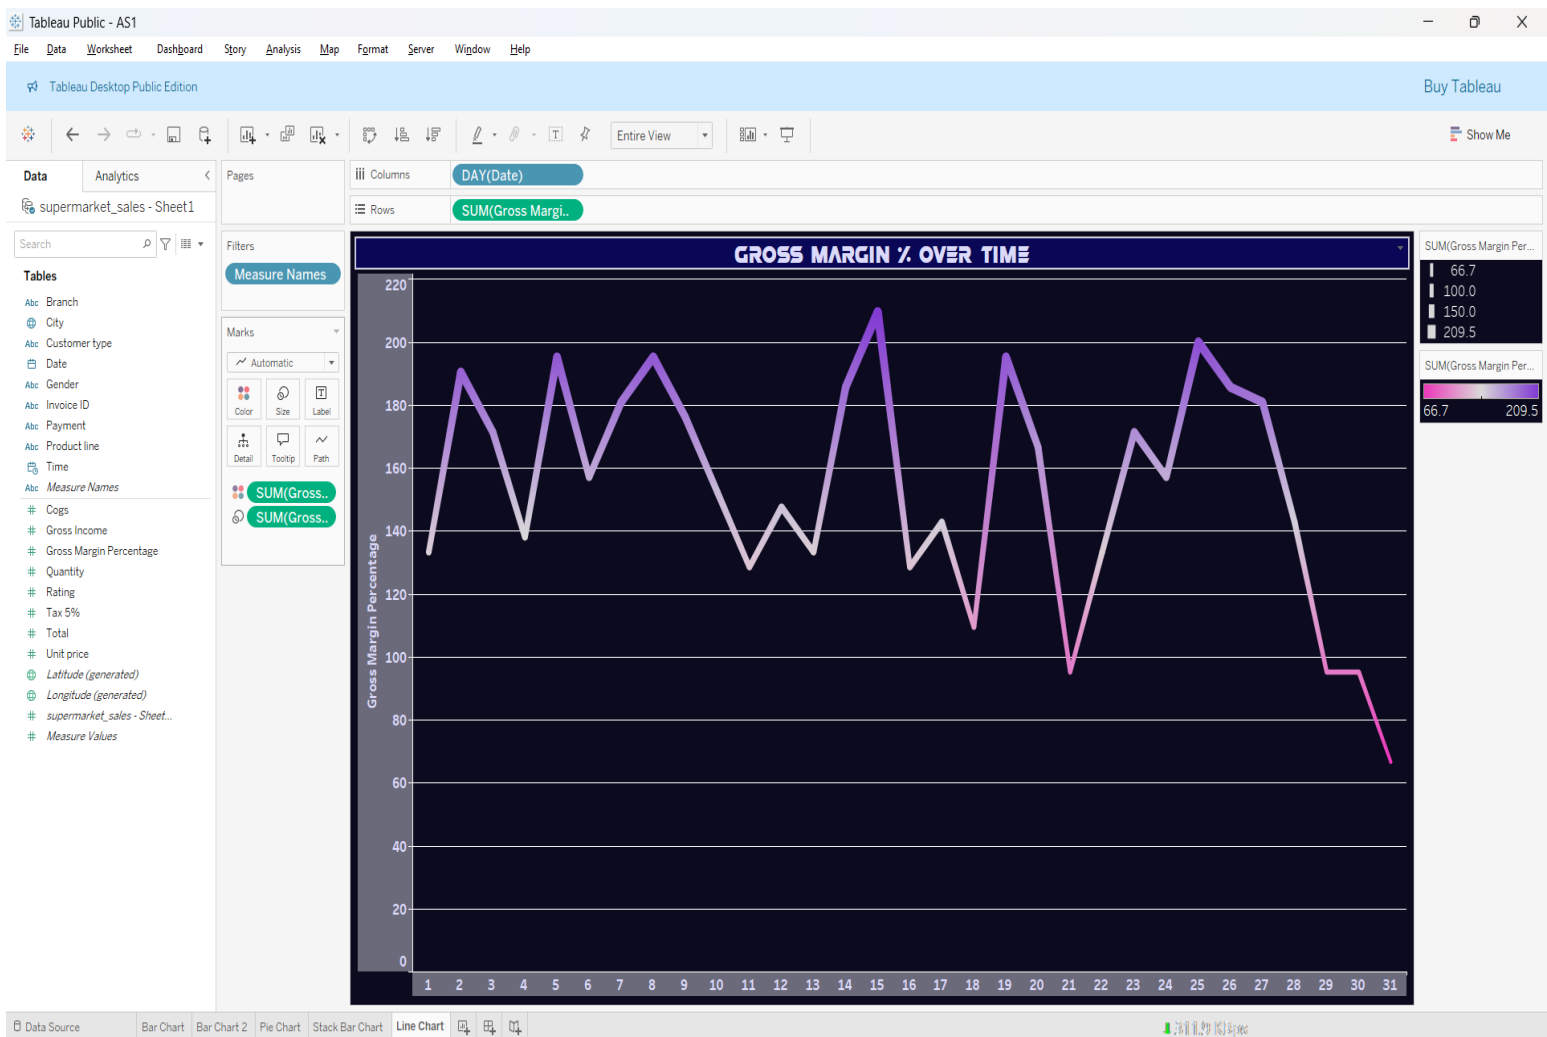 Tableau Public - AS1
File Data Worksheet Dashboard Story Analysis Map Format Server Window Help
Tableau Desktop Public Edition
Buy Tableau
Entire View
Show Me
Data Analytics
supermarket_sales - Sheet1
Search
Tables
Abc Branch
City
Abc Customer type
Date
Abc Gender
Abc Invoice ID
Abc Payment
Abc Product line
Time
Abc Measure Names
# Cogs
# Gross Income
# Gross Margin Percentage
# Quantity
# Rating
# Tax 5%
# Total
# Unit price
Latitude (generated)
Longitude (generated)
# supermarket_sales - Sheet...
# Measure Values
Pages
Filters
Measure Names
Marks
Automatic
Color Size Label
Detail Tooltip Path
SUM(Gross..
SUM(Gross..
Columns DAY(Date)
Rows SUM(Gross Margi..
GROSS MARGIN % OVER TIME
Gross Margin Percentage
220
200
180
160
140
120
100
80
60
40
20
0
1 2 3 4 5 6 7 8 9 10 11 12 13 14 15 16 17 18 19 20 21 22 23 24 25 26 27 28 29 30 31
SUM(Gross Margin Per...
66.7
100.0
150.0
209.5
SUM(Gross Margin Per...
66.7 209.5
Data Source Bar Chart Bar Chart 2 Pie Chart Stack Bar Chart Line Chart